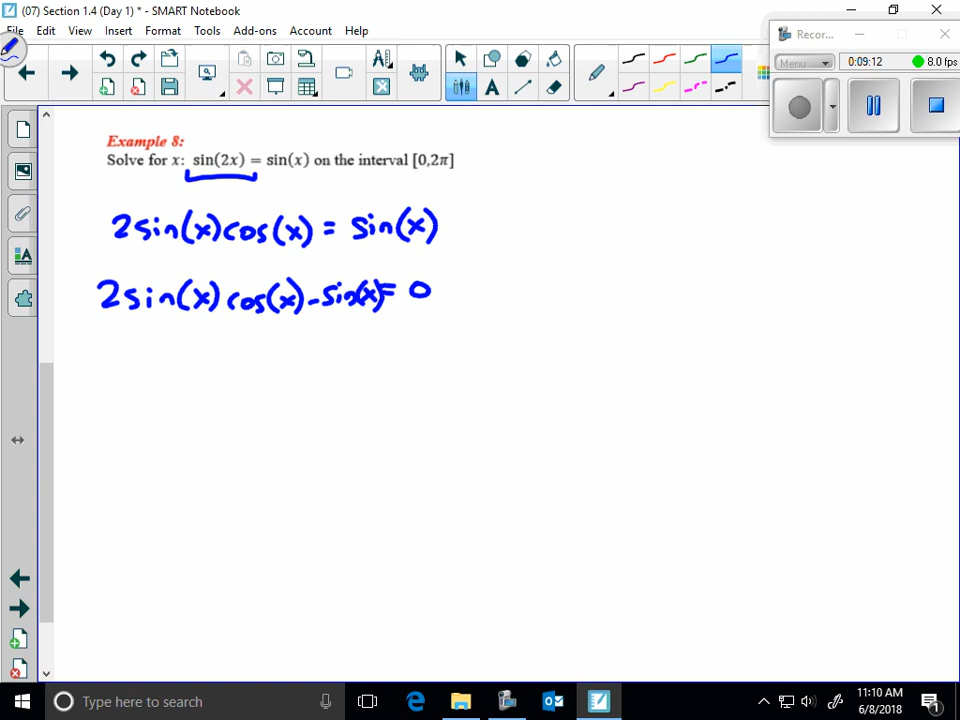 (07) Section 1.4 (Day 1) * - SMART Notebook
File Edit View Insert Format Tools Add-ons Account Help
Recor...
Menu 0:09:12 8.0 fps
Example 8:
Solve for x: sin(2x) = sin(x) on the interval [0,2π]
2sin(x)cos(x) = sin(x)
2sin(x)cos(x)-sin(x)= 0
Type here to search
11:10 AM
6/8/2018
1